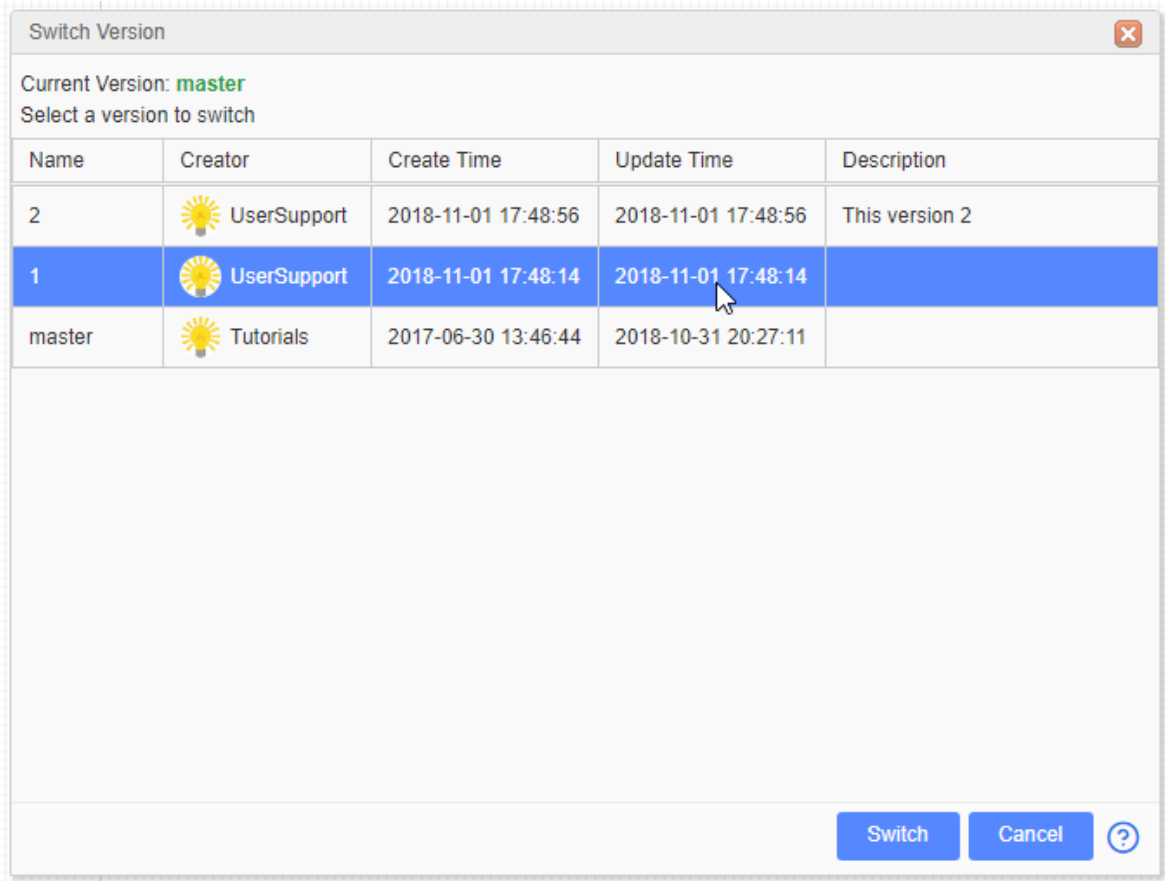 Switch Version
Current Version: master
Select a version to switch
Name Creator Create Time Update Time Description
2 UserSupport 2018-11-01 17:48:56 2018-11-01 17:48:56 This version 2
1 UserSupport 2018-11-01 17:48:14 2018-11-01 17:48:14
master Tutorials 2017-06-30 13:46:44 2018-10-31 20:27:11
Switch Cancel ?